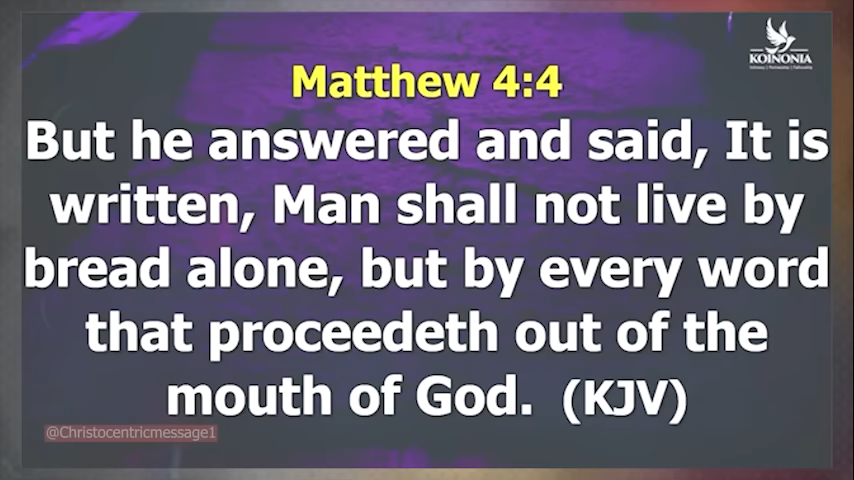 KOINONIA
Matthew 4:4
But he answered and said, It is
written, Man shall not live by
bread alone, but by every word
that proceedeth out of the
mouth of God. (KJV)
@Christocentricmessage1